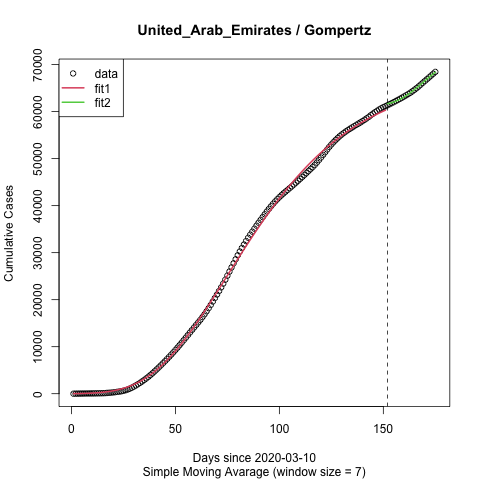 United_Arab_Emirates / Gompertz
data
fit1
fit2
Cumulative Cases
70000
60000
50000
40000
30000
20000
10000
0
0 50 100 150
Days since 2020-03-10
Simple Moving Avarage (window size = 7)